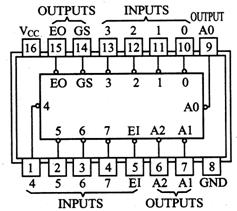 OUTPUTS INPUTS OUTPUT
VCC EO GS 3 2 1 0 A0
16 15 14 13 12 11 10 9
EO GS 3 2 1 0
4 A0
5 6 7 EI A2 A1
1 2 3 4 5 6 7 8
4 5 6 7 EI A2 A1 GND
INPUTS OUTPUTS